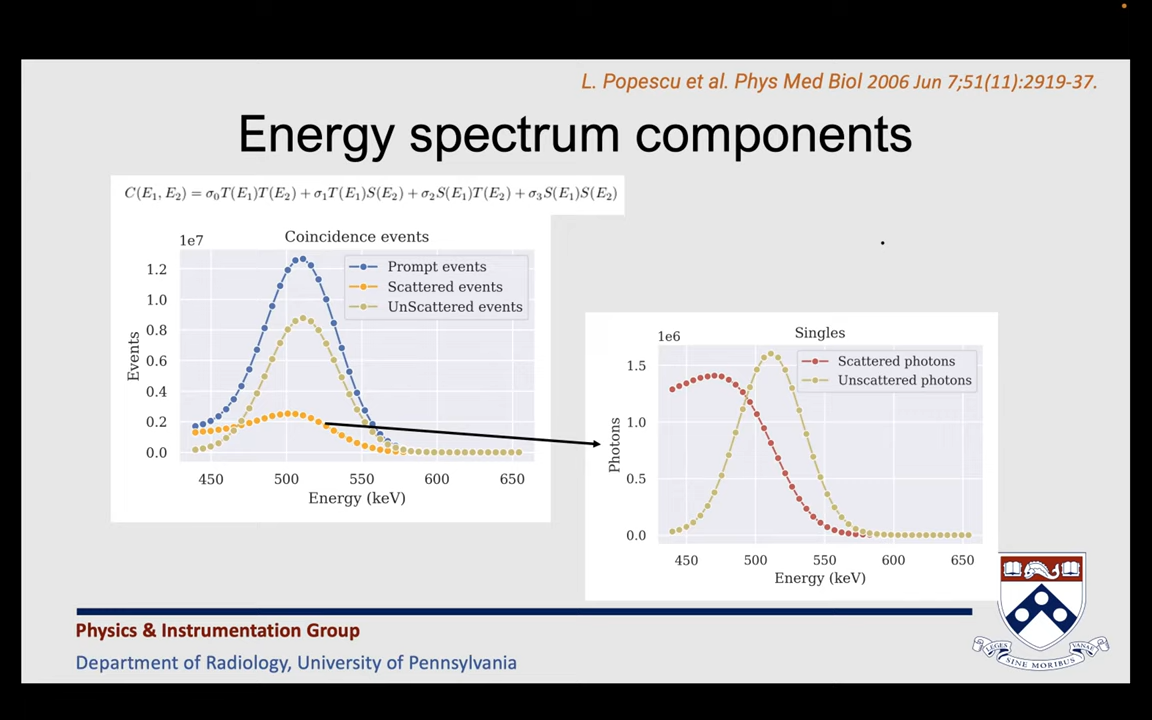 L. Popescu et al. Phys Med Biol 2006 Jun 7;51(11):2919-37.
Energy spectrum components
C(E₁, E₂) = σ₀T(E₁)T(E₂) + σ₁T(E₁)S(E₂) + σ₂S(E₁)T(E₂) + σ₃S(E₁)S(E₂)
Coincidence events
1e7
Prompt events
Scattered events
UnScattered events
1.2
1.0
0.8
0.6
0.4
0.2
0.0
Events
450 500 550 600 650
Energy (keV)
Singles
1e6
Scattered photons
Unscattered photons
1.5
1.0
0.5
0.0
Photons
450 500 550 600 650
Energy (keV)
Physics & Instrumentation Group
Department of Radiology, University of Pennsylvania
LEGES SINE MORIBUS VANAE